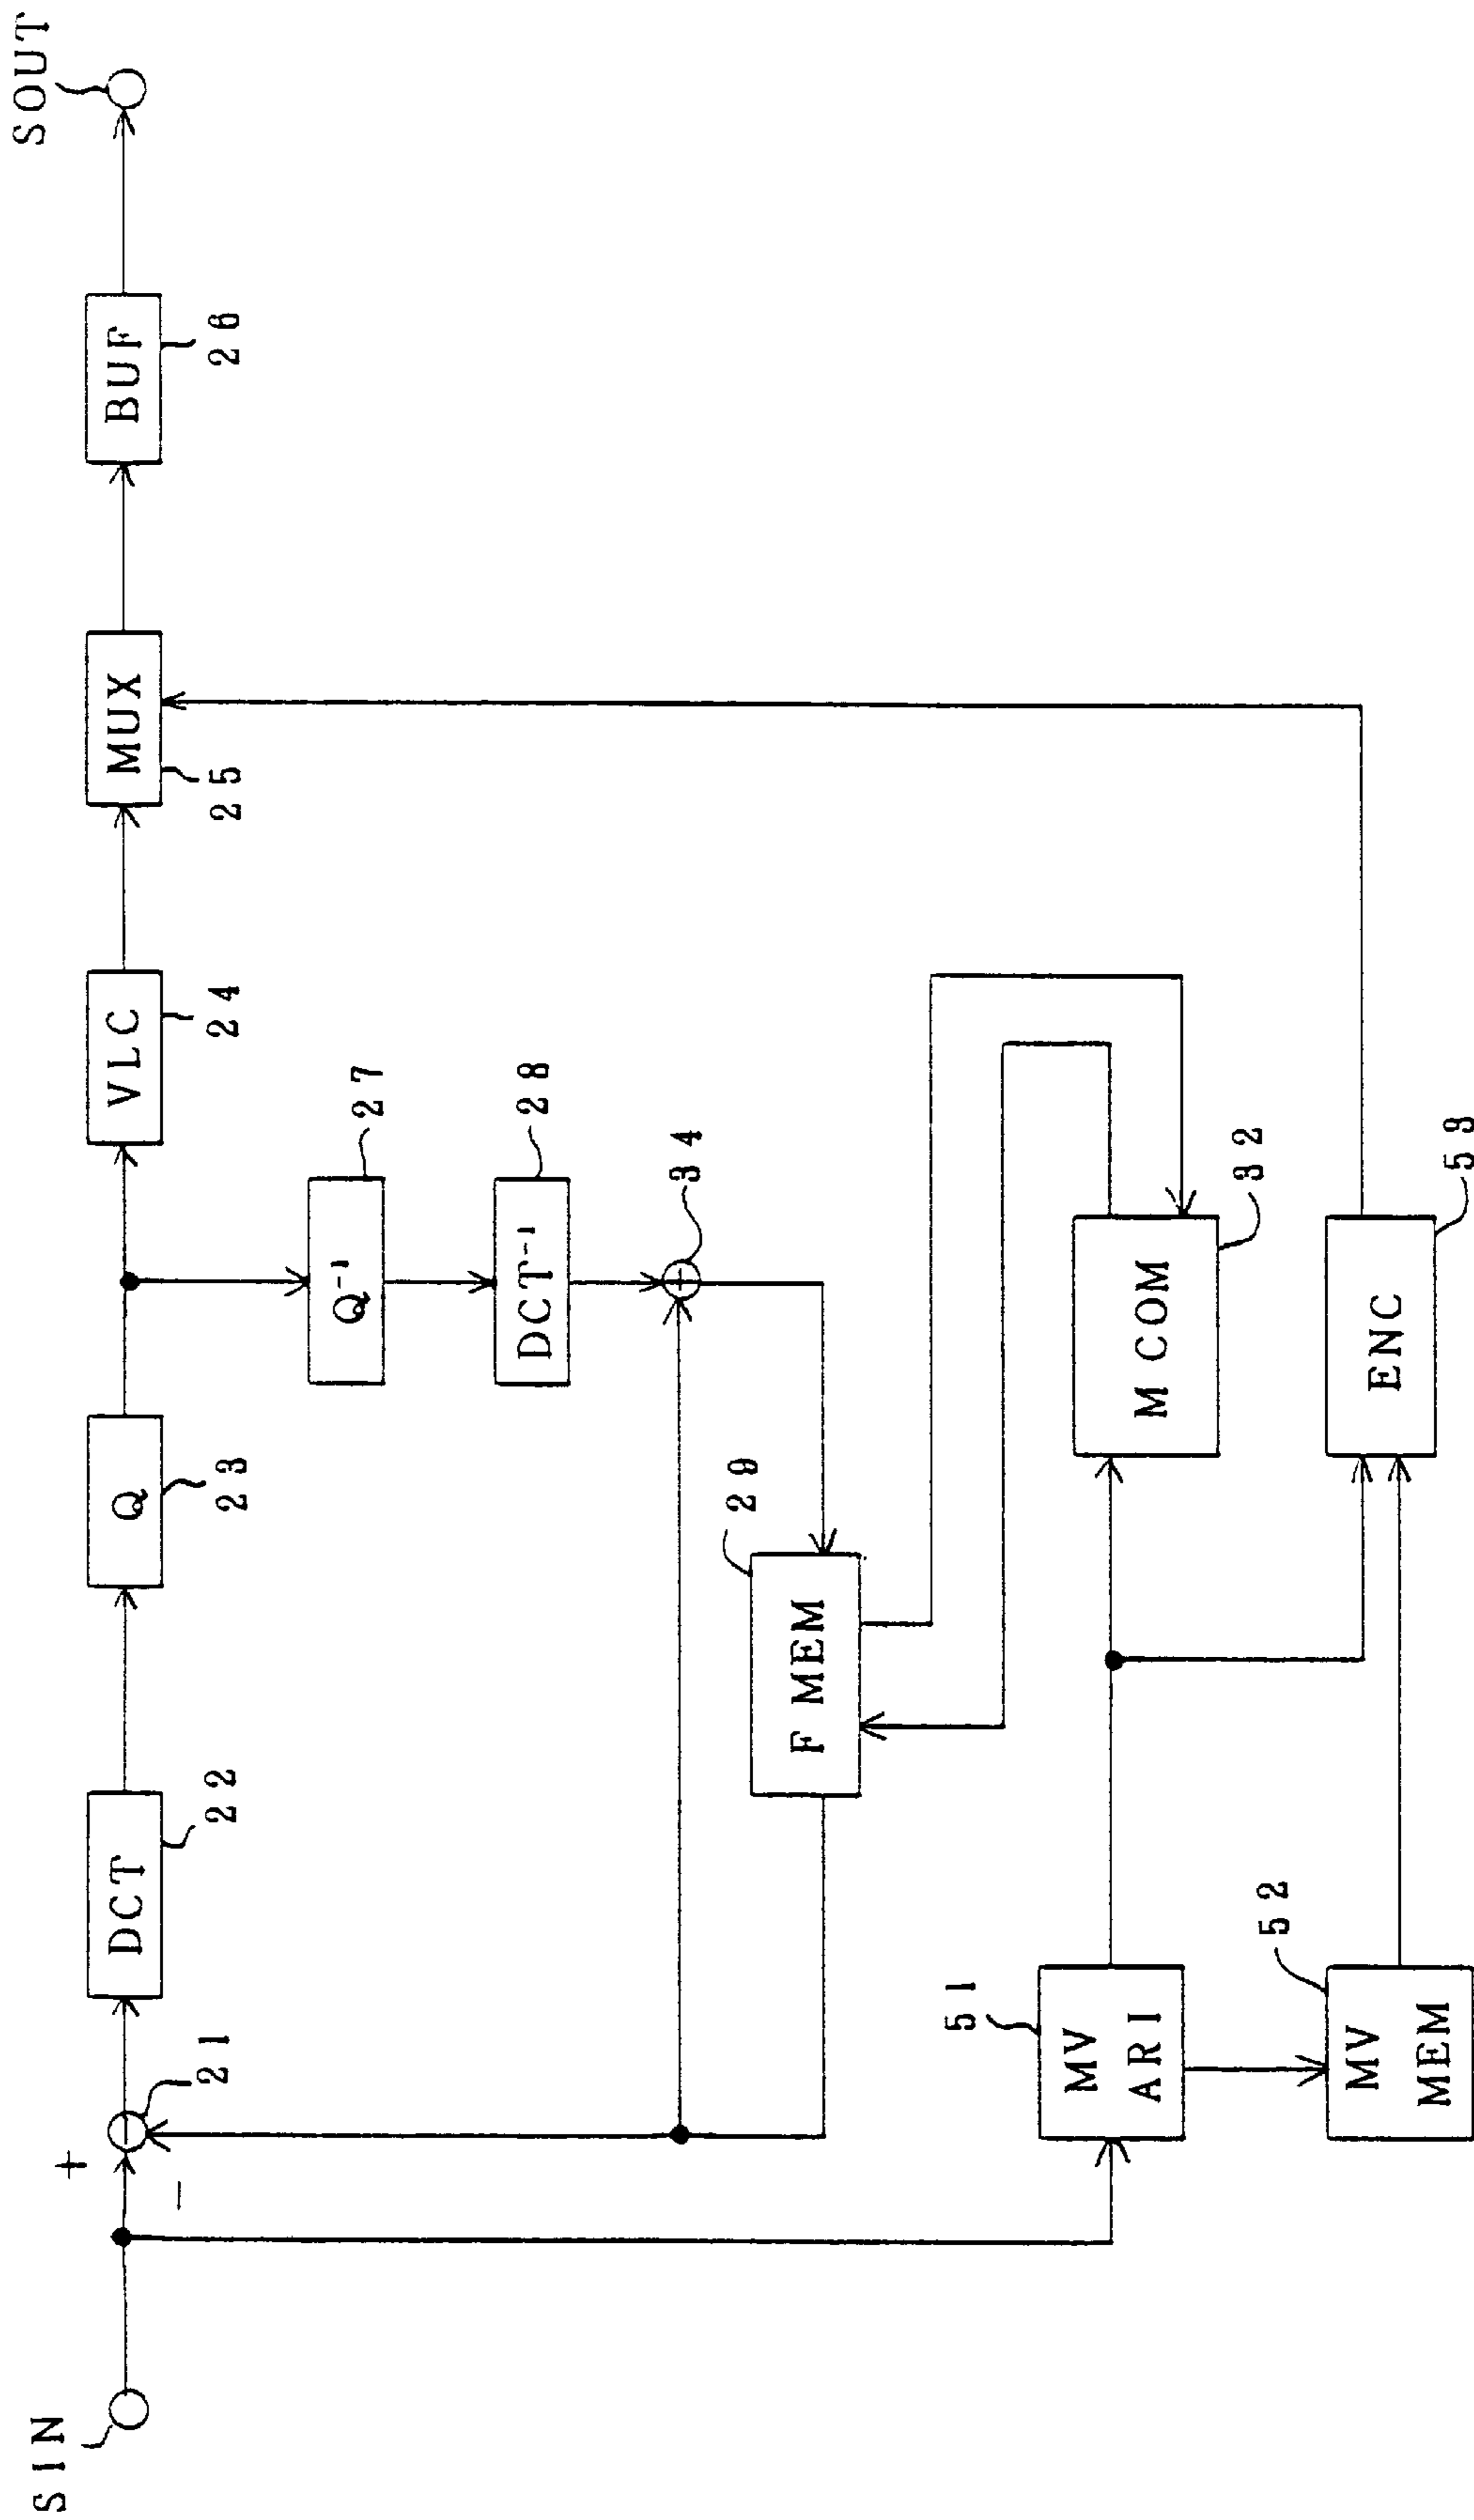 SIN
+
−
21
DCT
22
Q
23
VLC
24
MUX
25
BUF
26
SOUT
Q⁻¹
27
DCT⁻¹
28
+
34
F MEM
29
M COM
32
MV
ARI
51
MV
MEM
52
ENC
53